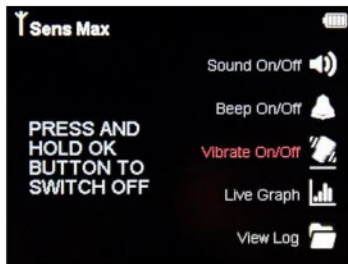 Sens Max
Sound On/Off
Beep On/Off
PRESS AND
HOLD OK
BUTTON TO
SWITCH OFF
Vibrate On/Off
Live Graph
View Log